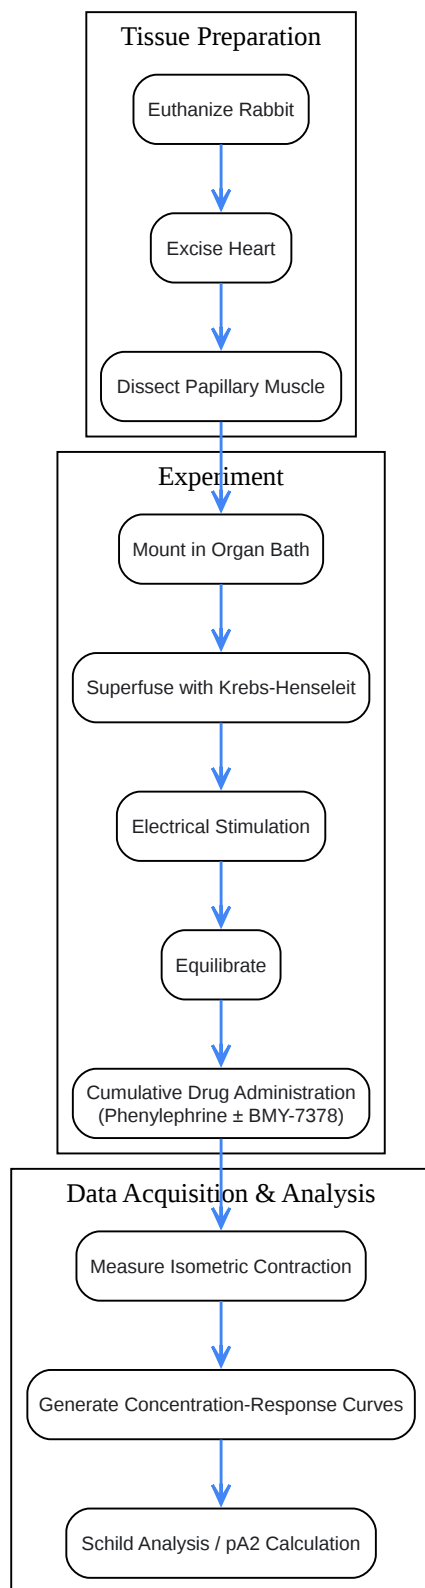 Tissue Preparation
Euthanize Rabbit
Excise Heart
Dissect Papillary Muscle
Experiment
Mount in Organ Bath
Superfuse with Krebs-Henseleit
Electrical Stimulation
Equilibrate
Cumulative Drug Administration
(Phenylephrine ± BMY-7378)
Data Acquisition & Analysis
Measure Isometric Contraction
Generate Concentration-Response Curves
Schild Analysis / pA2 Calculation